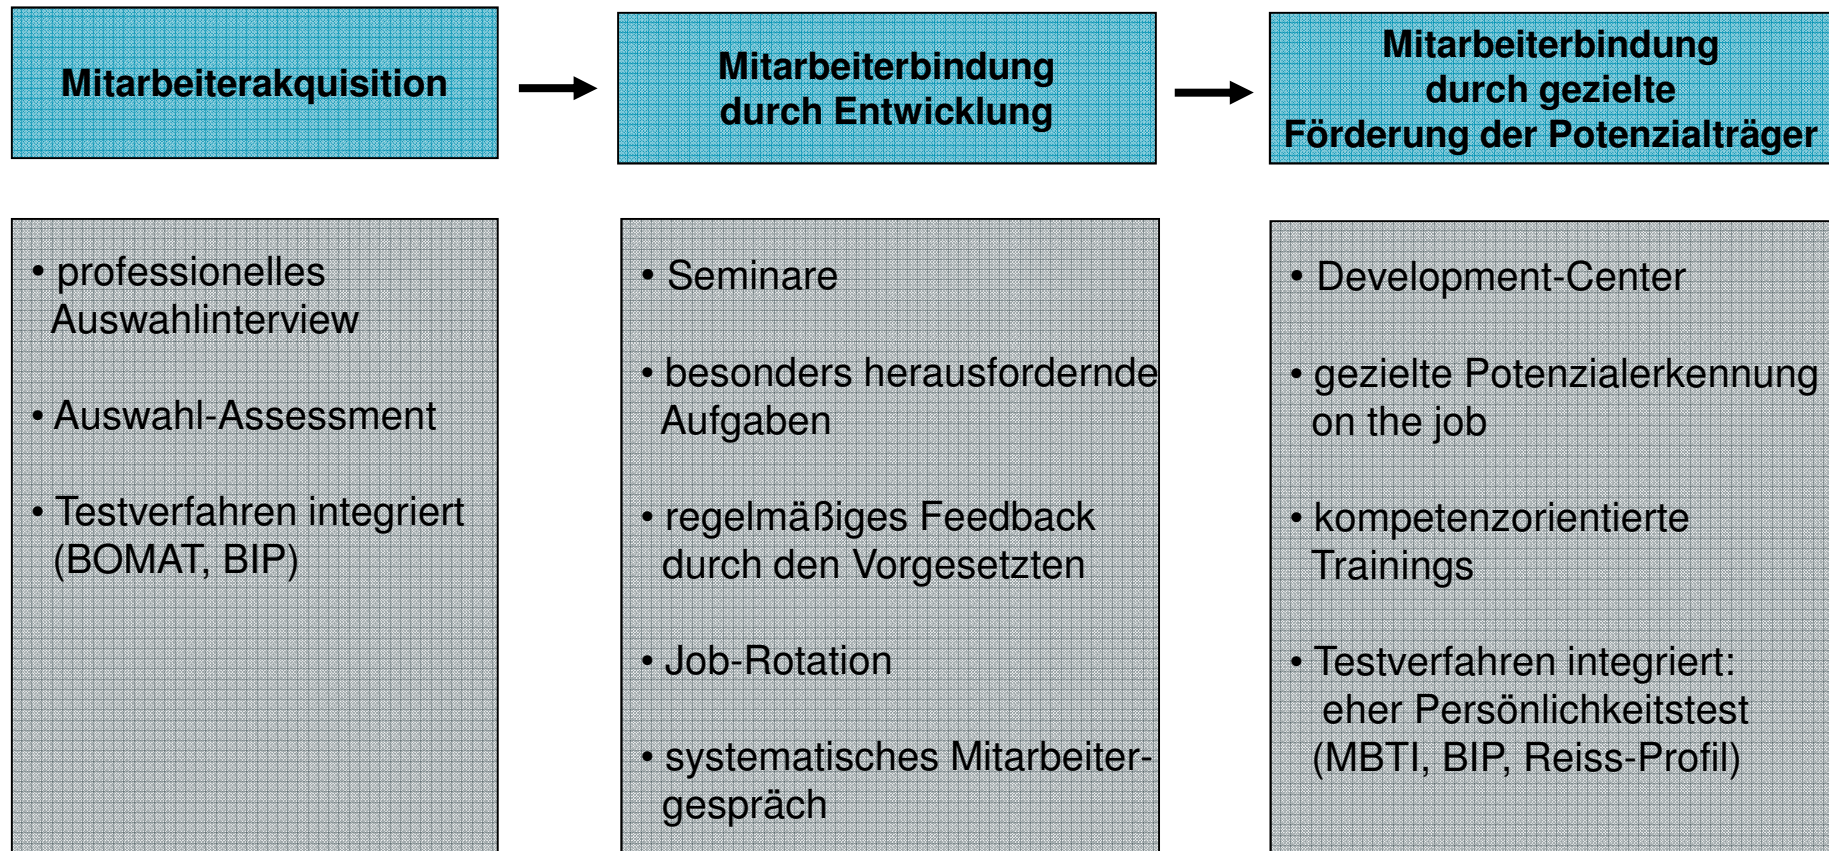 Mitarbeiterakquisition
Mitarbeiterbindung
durch Entwicklung
Mitarbeiterbindung
durch gezielte
Förderung der Potenzialträger
• professionelles
Auswahlinterview
• Auswahl-Assessment
• Testverfahren integriert
(BOMAT, BIP)
• Seminare
• besonders herausfordernde
Aufgaben
• regelmäßiges Feedback
durch den Vorgesetzten
• Job-Rotation
• systematisches Mitarbeiter-
gespräch
• Development-Center
• gezielte Potenzialerkennung
on the job
• kompetenzorientierte
Trainings
• Testverfahren integriert:
eher Persönlichkeitstest
(MBTI, BIP, Reiss-Profil)